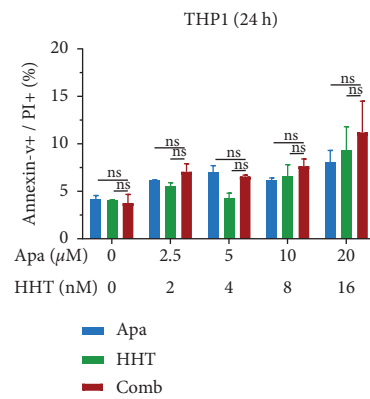 THP1 (24 h)
Annexin-v+ / PI+ (%)
20
15
10
5
0
ns
ns
ns
ns
ns
ns
ns
ns
ns
ns
Apa (µM) 0 2.5 5 10 20
HHT (nM) 0 2 4 8 16
Apa
HHT
Comb